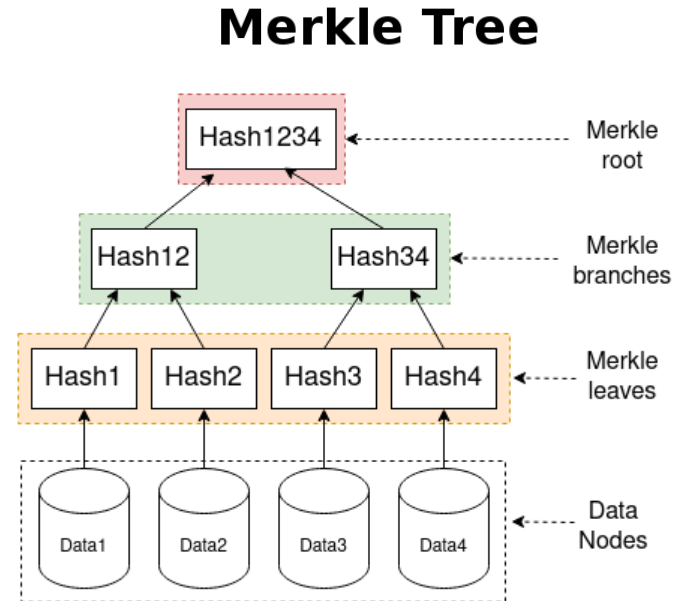 Merkle Tree
Hash1234
Merkle
root
Hash12
Hash34
Merkle
branches
Hash1
Hash2
Hash3
Hash4
Merkle
leaves
Data1
Data2
Data3
Data4
Data
Nodes